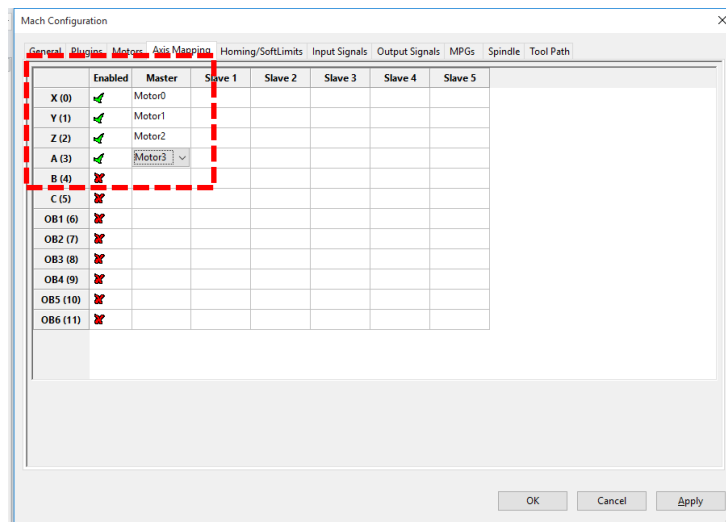 Mach Configuration
General Plugins Motors Axis Mapping Homing/SoftLimits Input Signals Output Signals MPGs Spindle Tool Path
Enabled Master Slave 1 Slave 2 Slave 3 Slave 4 Slave 5
X (0) Motor0
Y (1) Motor1
Z (2) Motor2
A (3) Motor3
B (4)
C (5)
OB1 (6)
OB2 (7)
OB3 (8)
OB4 (9)
OB5 (10)
OB6 (11)
OK Cancel Apply